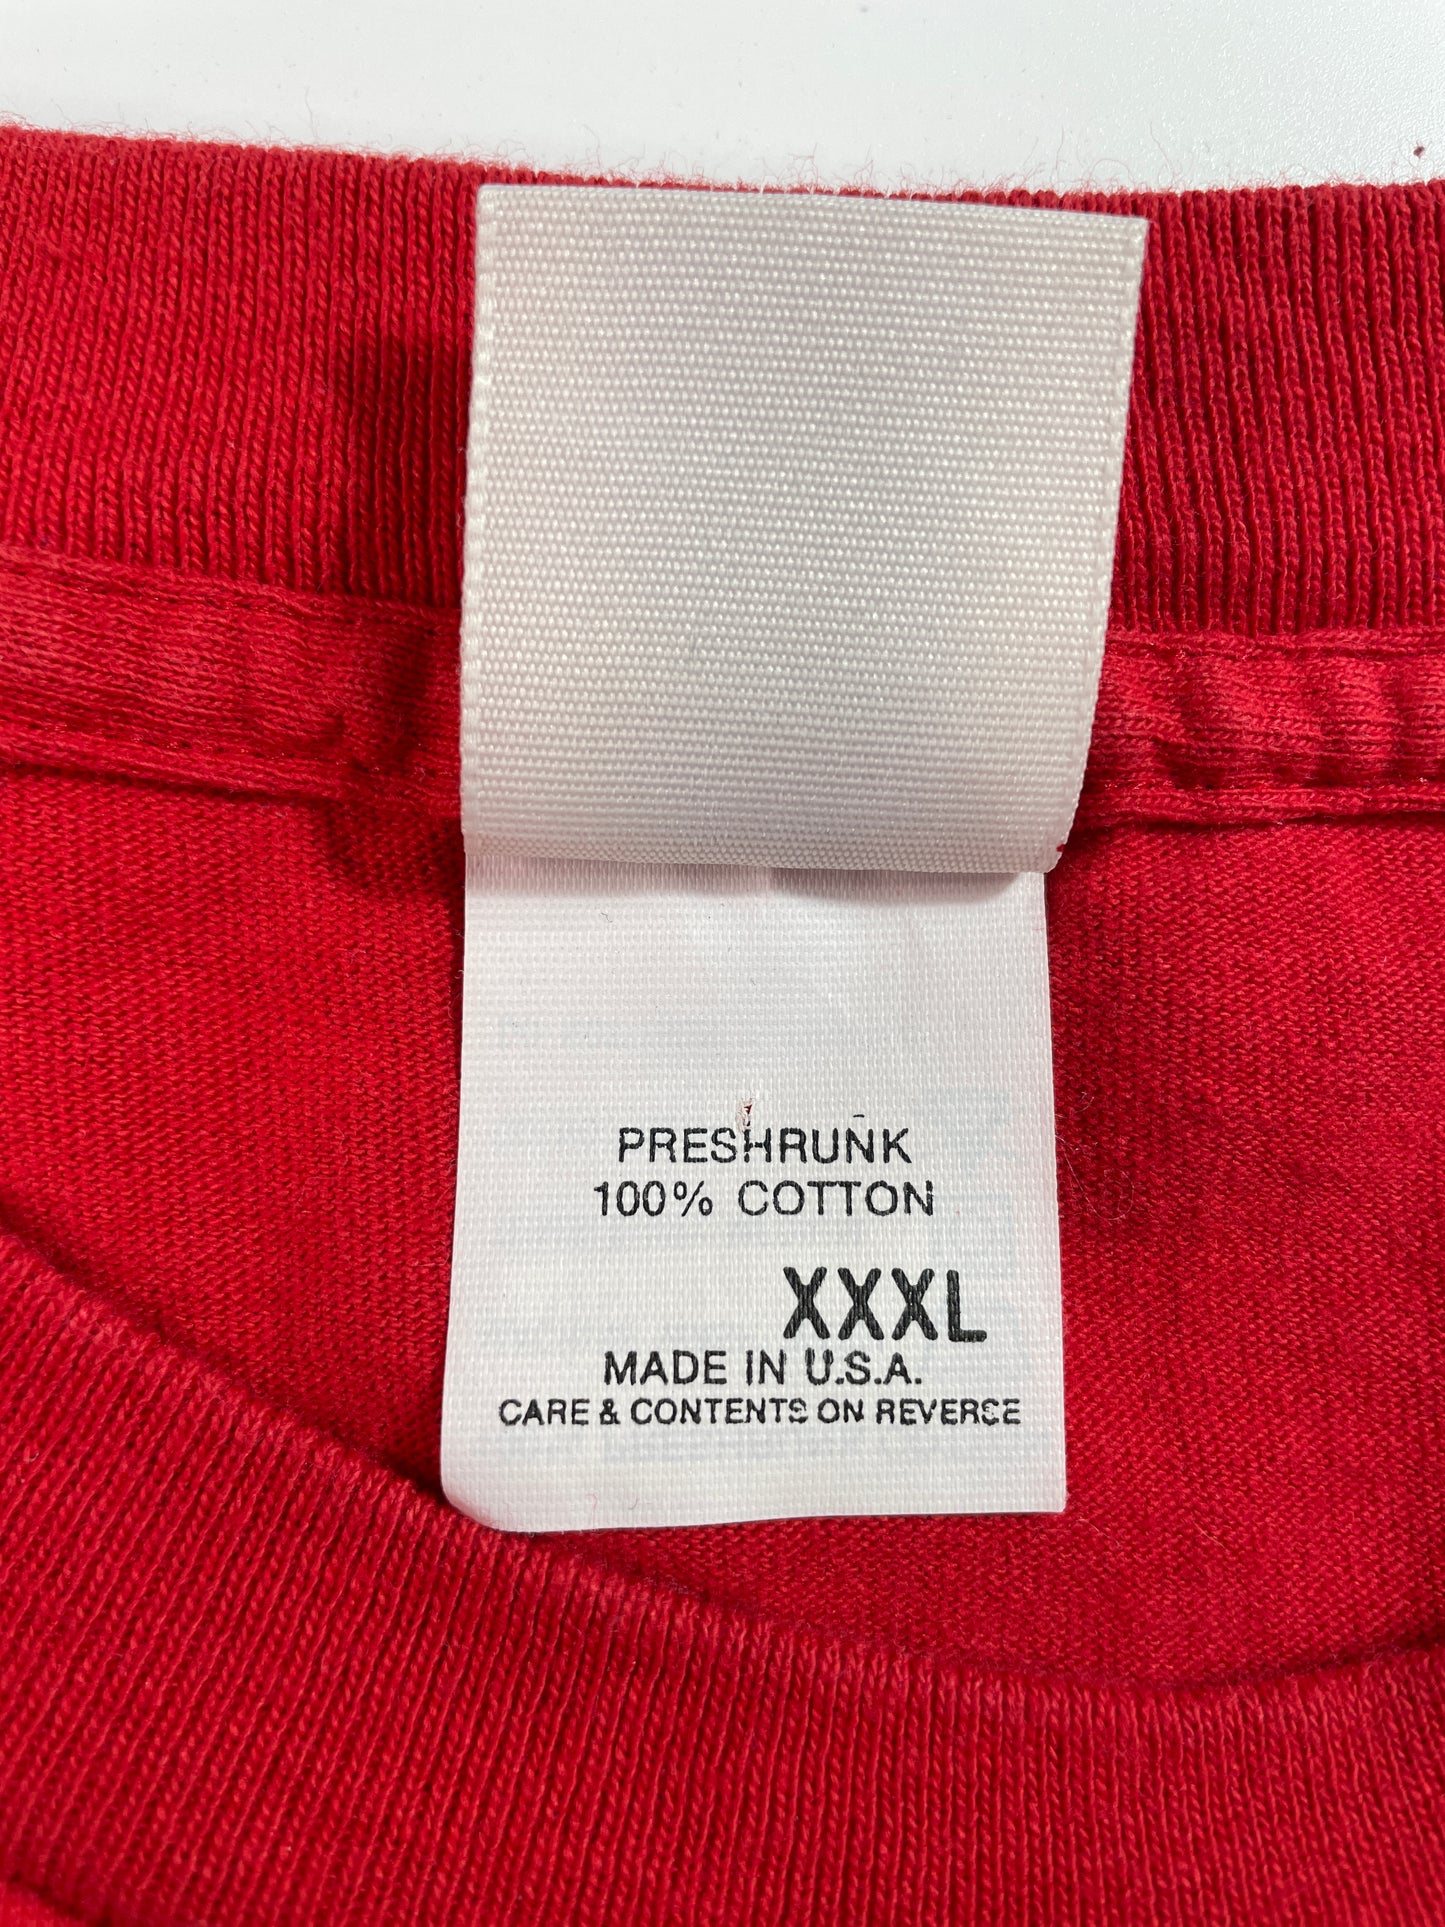 PRESHRUNK
100% COTTON
XXXL
MADE IN U.S.A.
CARE & CONTENTS ON REVERSE